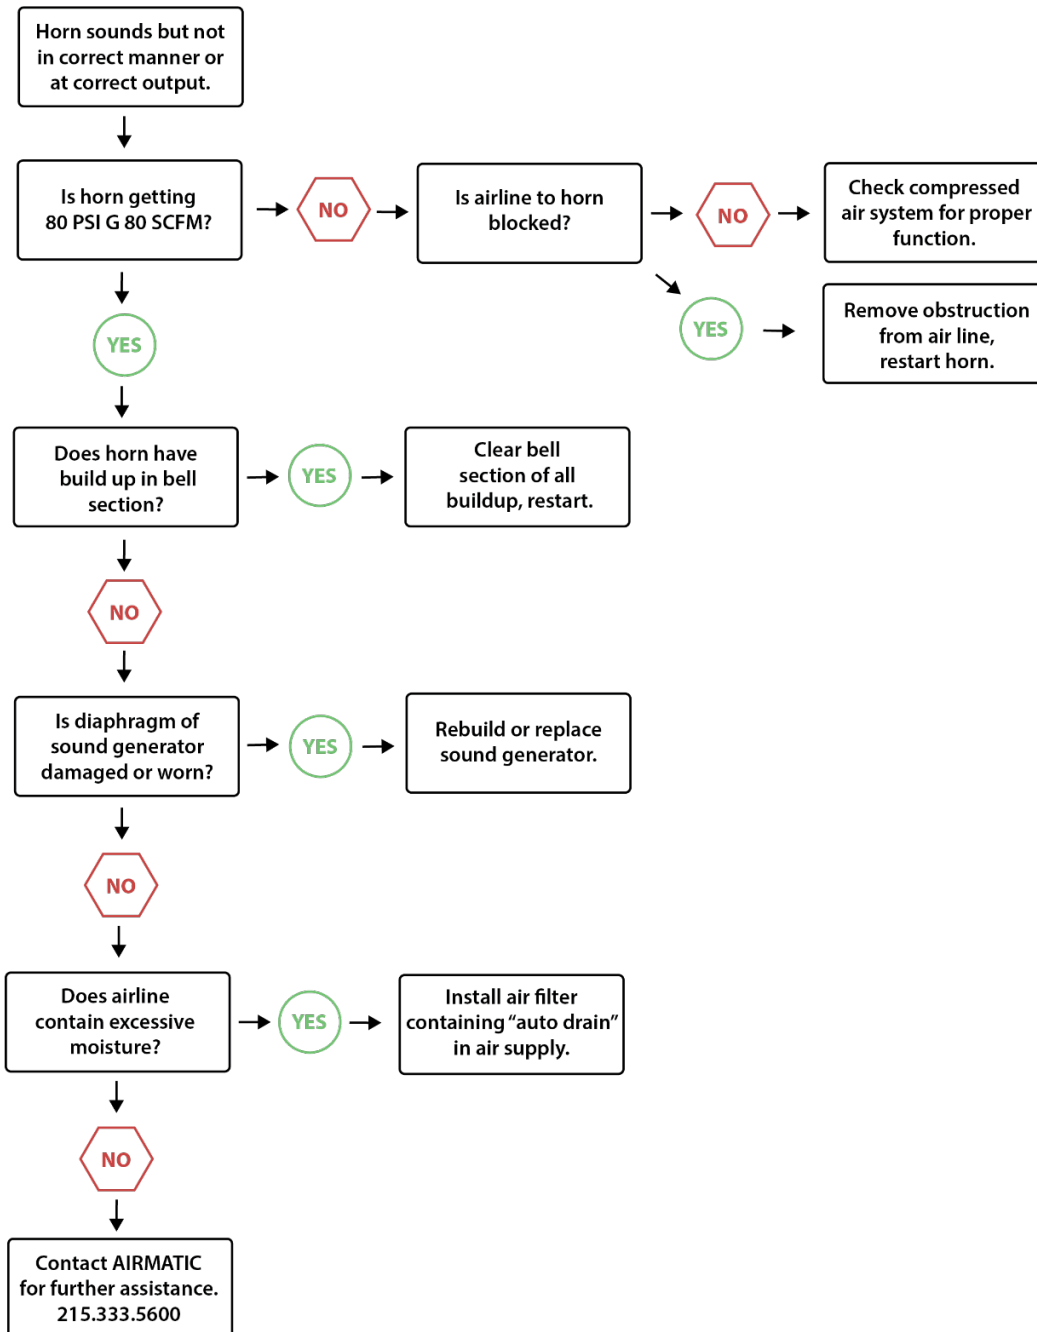 Horn sounds but not
in correct manner or
at correct output.
Is horn getting
80 PSI G 80 SCFM?
NO
Is airline to horn
blocked?
NO
Check compressed
air system for proper
function.
YES
Remove obstruction
from air line,
restart horn.
YES
Does horn have
build up in bell
section?
YES
Clear bell
section of all
buildup, restart.
NO
Is diaphragm of
sound generator
damaged or worn?
YES
Rebuild or replace
sound generator.
NO
Does airline
contain excessive
moisture?
YES
Install air filter
containing “auto drain”
in air supply.
NO
Contact AIRMATIC
for further assistance.
215.333.5600